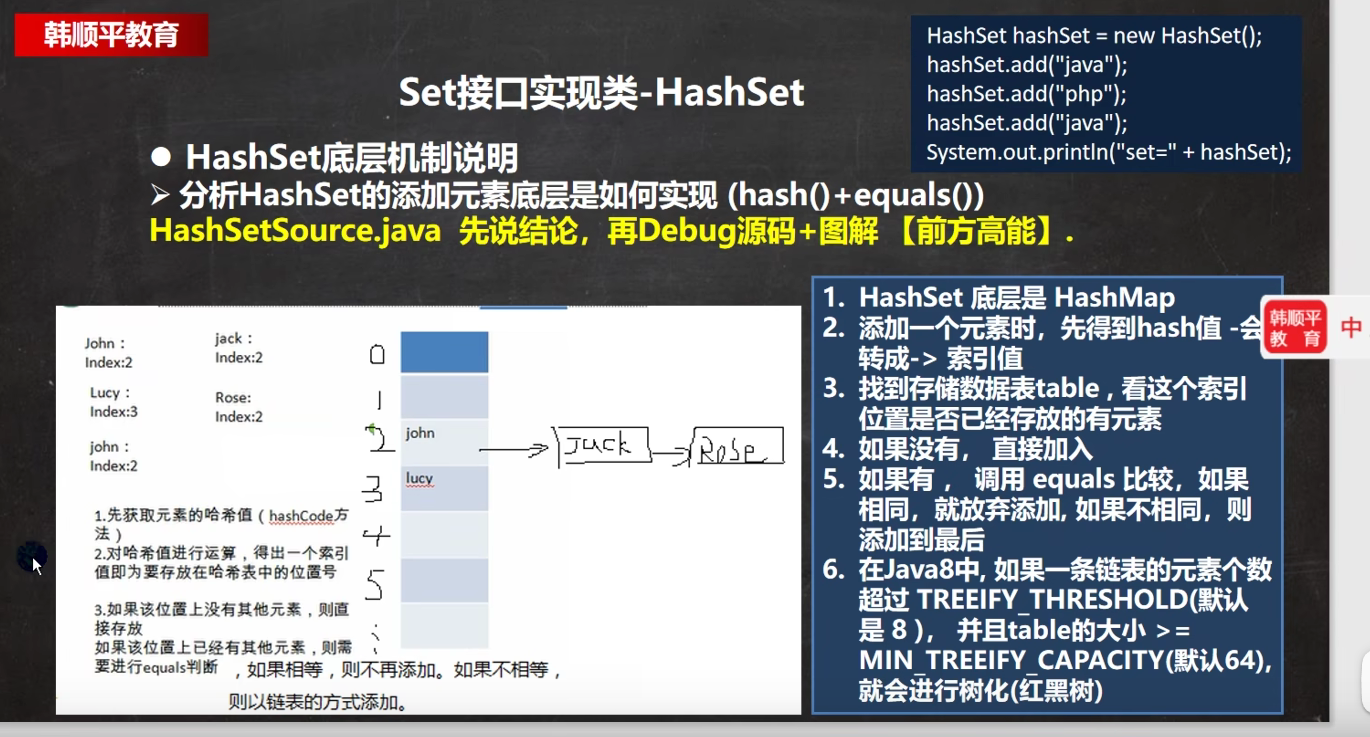 韩顺平教育
HashSet hashSet = new HashSet();
hashSet.add("java");
hashSet.add("php");
hashSet.add("java");
System.out.println("set=" + hashSet);
Set接口实现类-HashSet
● HashSet底层机制说明
➢ 分析HashSet的添加元素底层是如何实现 (hash()+equals())
HashSetSource.java 先说结论，再Debug源码+图解 【前方高能】.
John：
Index:2
jack：
Index:2
Lucy：
Index:3
Rose:
Index:2
john：
Index:2
0
1
2
3
4
5
john
lucy
Jack
Rose
1.先获取元素的哈希值（hashCode方
法）
2.对哈希值进行运算，得出一个索引
值即为要存放在哈希表中的位置号
3.如果该位置上没有其他元素，则直
接存放
如果该位置上已经有其他元素，则需
要进行equals判断 ，如果相等，则不再添加。如果不相等，
则以链表的方式添加。
1. HashSet 底层是 HashMap
2. 添加一个元素时，先得到hash值 -会
转成-> 索引值
3. 找到存储数据表table , 看这个索引
位置是否已经存放的有元素
4. 如果没有， 直接加入
5. 如果有 ， 调用 equals 比较，如果
相同，就放弃添加, 如果不相同，则
添加到最后
6. 在Java8中, 如果一条链表的元素个数
超过 TREEIFY_THRESHOLD(默认
是 8 )， 并且table的大小 >=
MIN_TREEIFY_CAPACITY(默认64),
就会进行树化(红黑树)
韩顺平
教 育
中